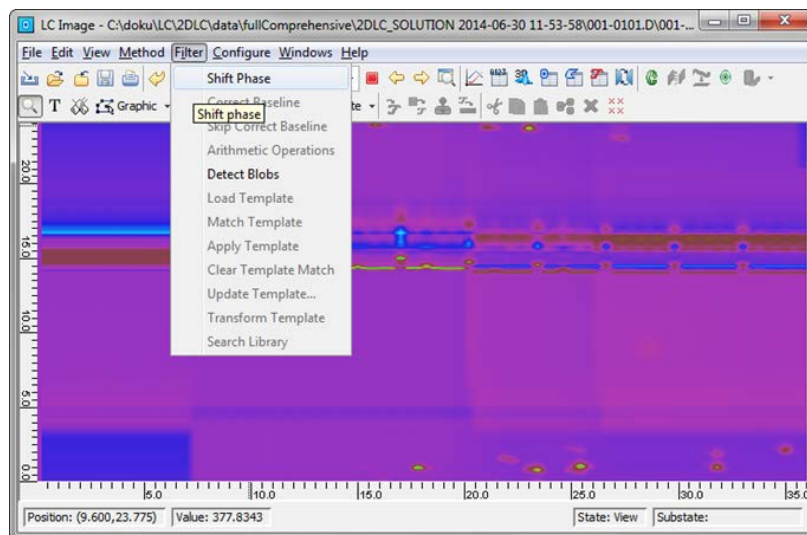 LC Image - C:\doku\LC\2DLC\data\fullComprehensive\2DLC_SOLUTION 2014-06-30 11-53-58\001-0101.D\001-...
File Edit View Method Filter Configure Windows Help
Shift Phase
T Graphic
Correct Baseline
Shift phase
Skip Correct Baseline
Arithmetic Operations
Detect Blobs
Load Template
Match Template
Apply Template
Clear Template Match
Update Template...
Transform Template
Search Library
20.0
15.0
10.0
5.0
0.0
5.0 10.0 15.0 20.0 25.0 30.0 35.0
Position: (9.600,23.775) Value: 377.8343 State: View Substate: